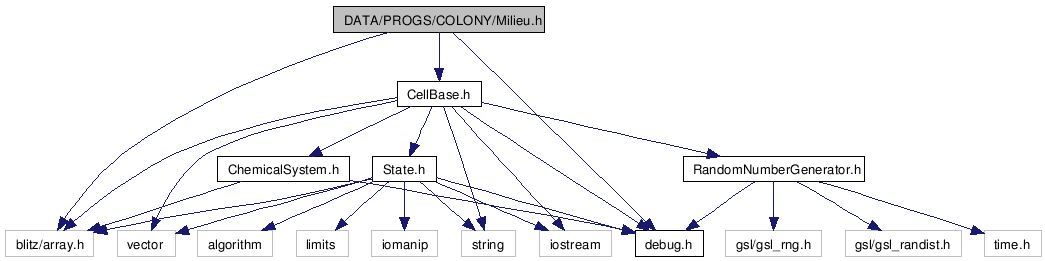 DATA/PROGS/COLONY/Milieu.h
CellBase.h
ChemicalSystem.h
State.h
RandomNumberGenerator.h
blitz/array.h
vector
algorithm
limits
iomanip
string
iostream
debug.h
gsl/gsl_rng.h
gsl/gsl_randist.h
time.h